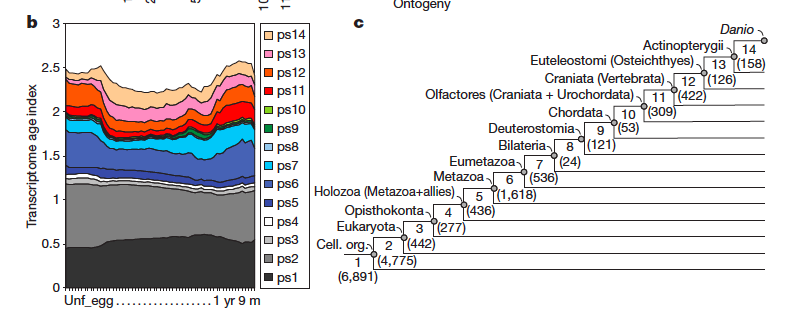 Ontogeny
b
3
2.5
2
1.5
1
0.5
0
Transcriptome age index
Unf_egg....................1 yr 9 m
ps14
ps13
ps12
ps11
ps10
ps9
ps8
ps7
ps6
ps5
ps4
ps3
ps2
ps1
c
Danio
14
(158)
Actinopterygii
13
(126)
Euteleostomi (Osteichthyes)
12
(422)
Craniata (Vertebrata)
11
(309)
Olfactores (Craniata + Urochordata)
10
(53)
Chordata
9
(121)
Deuterostomia
8
(24)
Bilateria
7
(536)
Eumetazoa
6
(1,618)
Metazoa
5
(436)
Holozoa (Metazoa+allies)
4
(277)
Opisthokonta
3
(442)
Eukaryota
2
(4,775)
Cell. org.
1
(6,891)